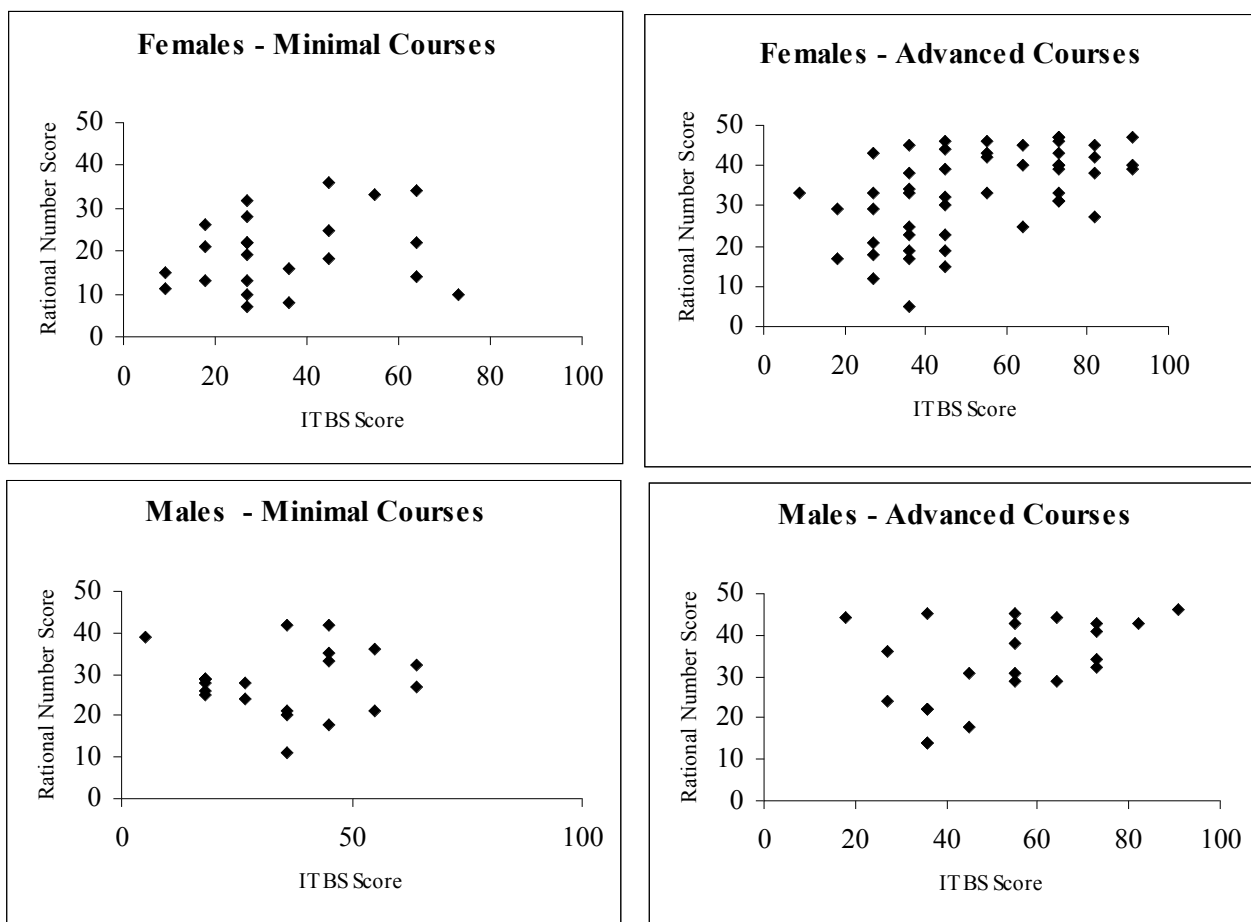 Females - Minimal Courses
Rational Number Score
50
40
30
20
10
0
0 20 40 60 80 100
ITBS Score
Females - Advanced Courses
Rational Number Score
50
40
30
20
10
0
0 20 40 60 80 100
ITBS Score
Males - Minimal Courses
Rational Number Score
50
40
30
20
10
0
0 50 100
ITBS Score
Males - Advanced Courses
Rational Number Score
50
40
30
20
10
0
0 20 40 60 80 100
ITBS Score